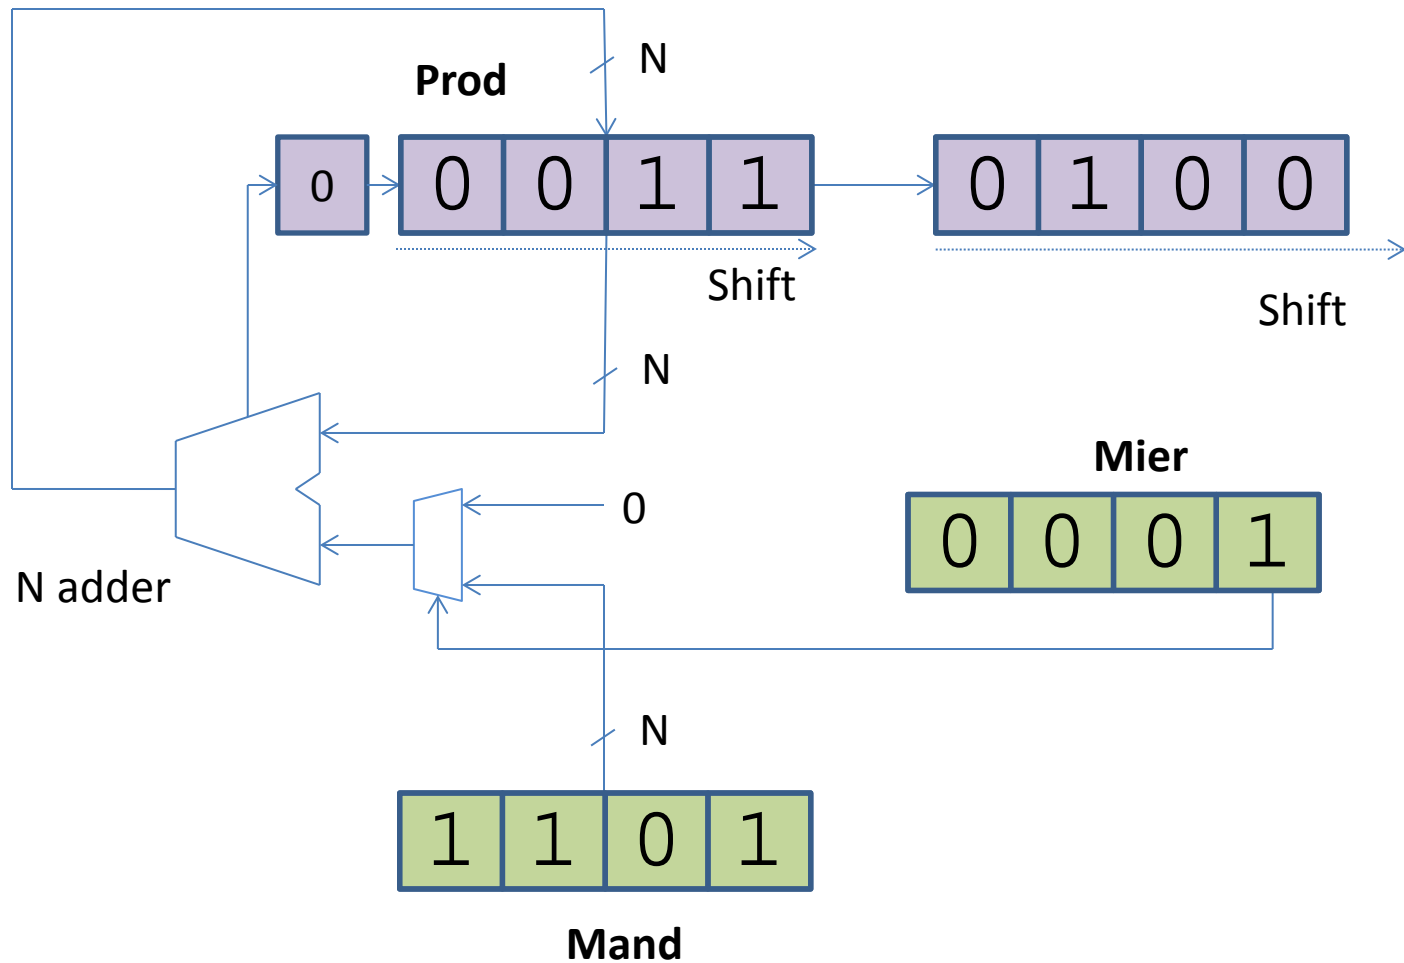 N
Prod
0 0 0 1 1 0 1 0 0
Shift
Shift
N
Mier
0
0 0 0 1
N adder
N
1 1 0 1
Mand